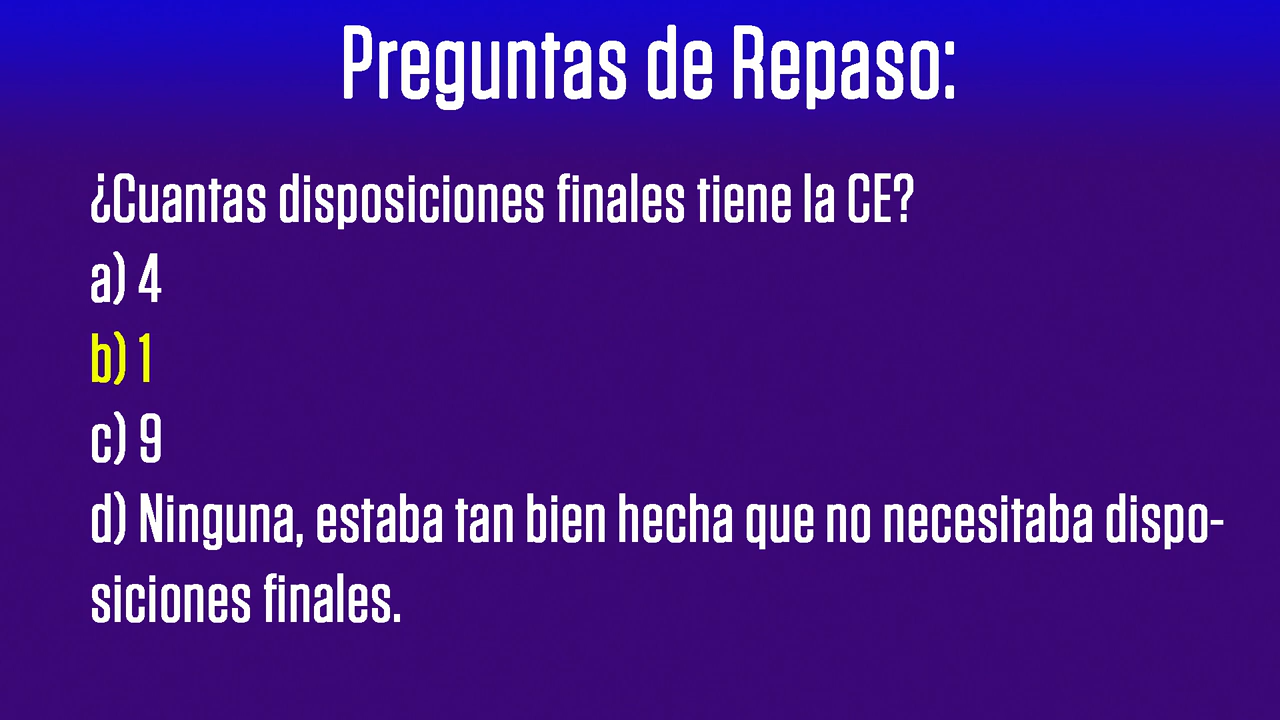 Preguntas de Repaso:
¿Cuantas disposiciones finales tiene la CE?
a) 4
b) 1
c) 9
d) Ninguna, estaba tan bien hecha que no necesitaba dispo-
siciones finales.